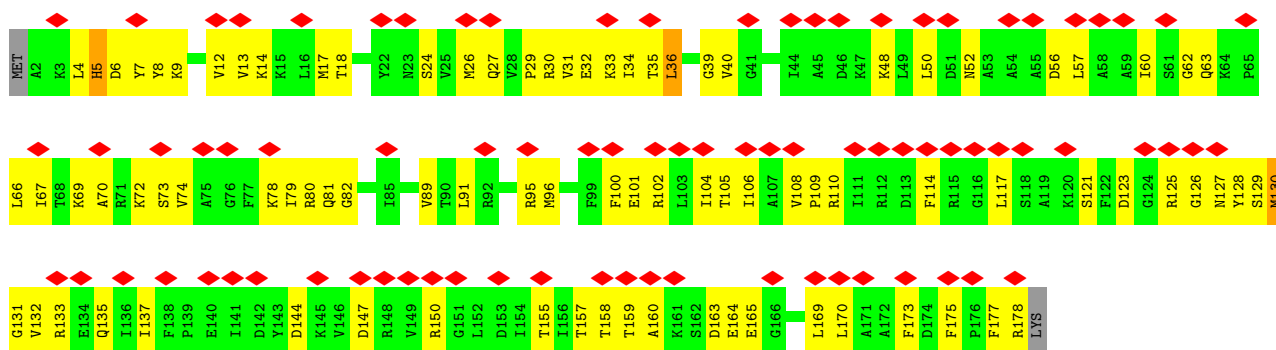 MET A2 K3 L4 H5 D6 Y7 Y8 K9 V12 V13 K14 K15 L16 M17 T18 Y22 N23 S24 V25 M26 Q27 V28 P29 R30 V31 E32 K33 I34 T35 L36 G39 V40 G41 I44 A45 D46 K47 K48 L49 L50 D51 N52 A53 A54 A55 D56 L57 A58 A59 I60 S61 G62 Q63 K64 P65
L66 I67 T68 K69 A70 R71 K72 S73 V74 A75 G76 F77 K78 I79 R80 Q81 G82 I85 V89 T90 L91 R92 R95 M96 F99 F100 E101 R102 L103 I104 T105 I106 A107 V108 P109 R110 I111 R112 D113 F114 R115 G116 L117 S118 A119 K120 S121 F122 D123 G124 R125 G126 N127 Y128 S129 M130
G131 V132 R133 E134 Q135 I136 I137 F138 P139 E140 I141 D142 Y143 D144 K145 V146 D147 R148 V149 R150 G151 L152 D153 I154 T155 I156 T157 T158 T159 A160 K161 S162 D163 E164 E165 G166 L169 L170 A171 A172 F173 D174 F175 P176 F177 R178 LYS